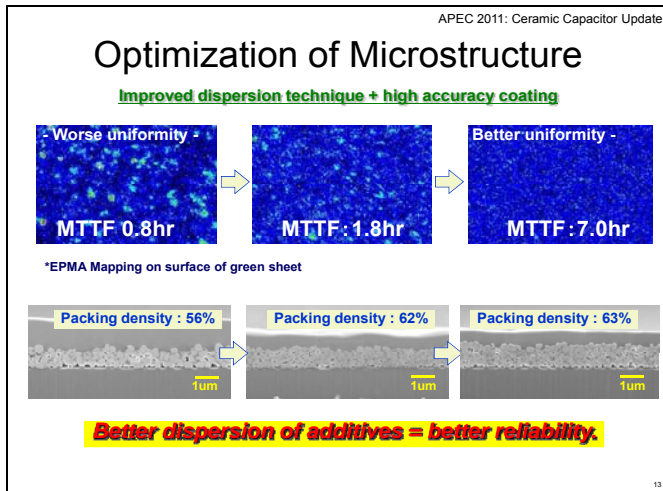 APEC 2011: Ceramic Capacitor Update
Optimization of Microstructure
Improved dispersion technique + high accuracy coating
- Worse uniformity -
Better uniformity -
MTTF 0.8hr
MTTF：1.8hr
MTTF：7.0hr
*EPMA Mapping on surface of green sheet
Packing density : 56%
Packing density : 62%
Packing density : 63%
1um
1um
1um
Better dispersion of additives = better reliability.
13